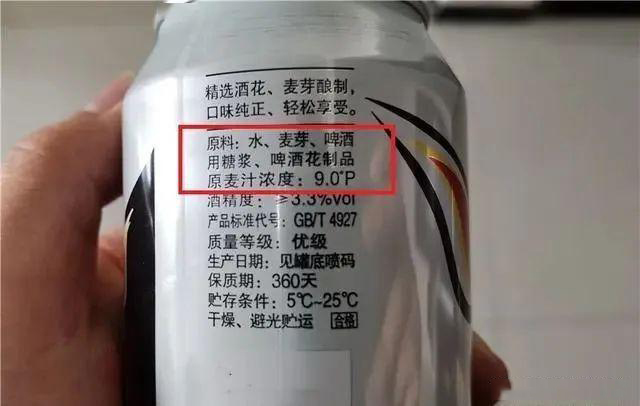 精选酒花、麦芽酿制,
口味纯正、轻松享受。
原料: 水、麦芽、啤酒
用糖浆、啤酒花制品
原麦汁浓度: 9.0°P
酒精度: ≥3.3%vol
产品标准代号: GB/T 4927
质量等级: 优级
生产日期: 见罐底喷码
保质期: 360天
贮存条件: 5℃~25℃
干燥、避光贮运 合格